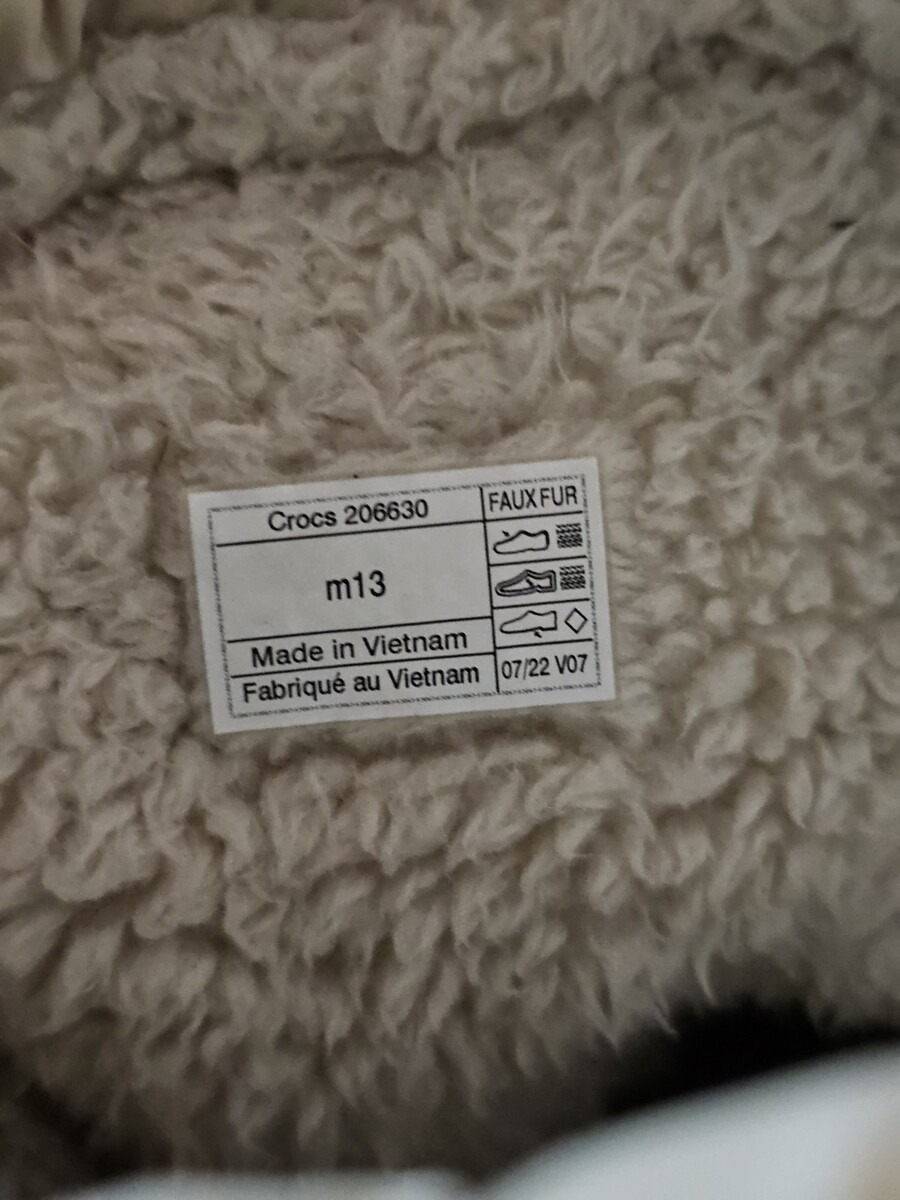 Crocs 206630
m13
Made in Vietnam
Fabriqué au Vietnam
FAUX FUR
07/22 V07